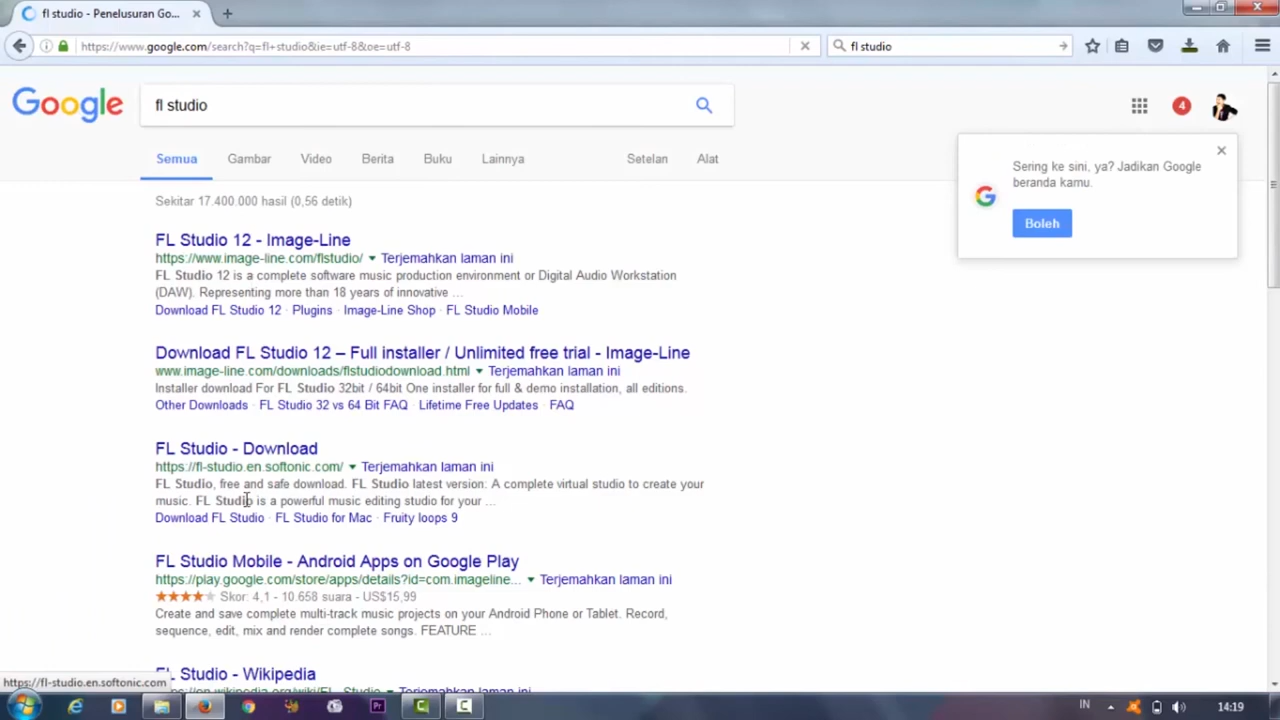 fl studio - Penelusuran Go...
https://www.google.com/search?q=fl+studio&ie=utf-8&oe=utf-8
fl studio
Google
fl studio
4
Semua
Gambar
Video
Berita
Buku
Lainnya
Setelan
Alat
Sering ke sini, ya? Jadikan Google
beranda kamu.
Boleh
Sekitar 17.400.000 hasil (0,56 detik)
FL Studio 12 - Image-Line
https://www.image-line.com/flstudio/ Terjemahkan laman ini
FL Studio 12 is a complete software music production environment or Digital Audio Workstation
(DAW). Representing more than 18 years of innovative ...
Download FL Studio 12 · Plugins · Image-Line Shop · FL Studio Mobile
Download FL Studio 12 – Full installer / Unlimited free trial - Image-Line
www.image-line.com/downloads/flstudiodownload.html Terjemahkan laman ini
Installer download For FL Studio 32bit / 64bit One installer for full & demo installation, all editions.
Other Downloads · FL Studio 32 vs 64 Bit FAQ · Lifetime Free Updates · FAQ
FL Studio - Download
https://fl-studio.en.softonic.com/ Terjemahkan laman ini
FL Studio, free and safe download. FL Studio latest version: A complete virtual studio to create your
music. FL Studio is a powerful music editing studio for your ...
Download FL Studio · FL Studio for Mac · Fruity loops 9
FL Studio Mobile - Android Apps on Google Play
https://play.google.com/store/apps/details?id=com.imageline... Terjemahkan laman ini
Skor: 4,1 - 10.658 suara - US$15,99
Create and save complete multi-track music projects on your Android Phone or Tablet. Record,
sequence, edit, mix and render complete songs. FEATURE ...
FL Studio - Wikipedia
https://en.wikipedia.org/wiki/FL_Studio Terjemahkan laman ini
https://fl-studio.en.softonic.com
Pr
IN
14:19